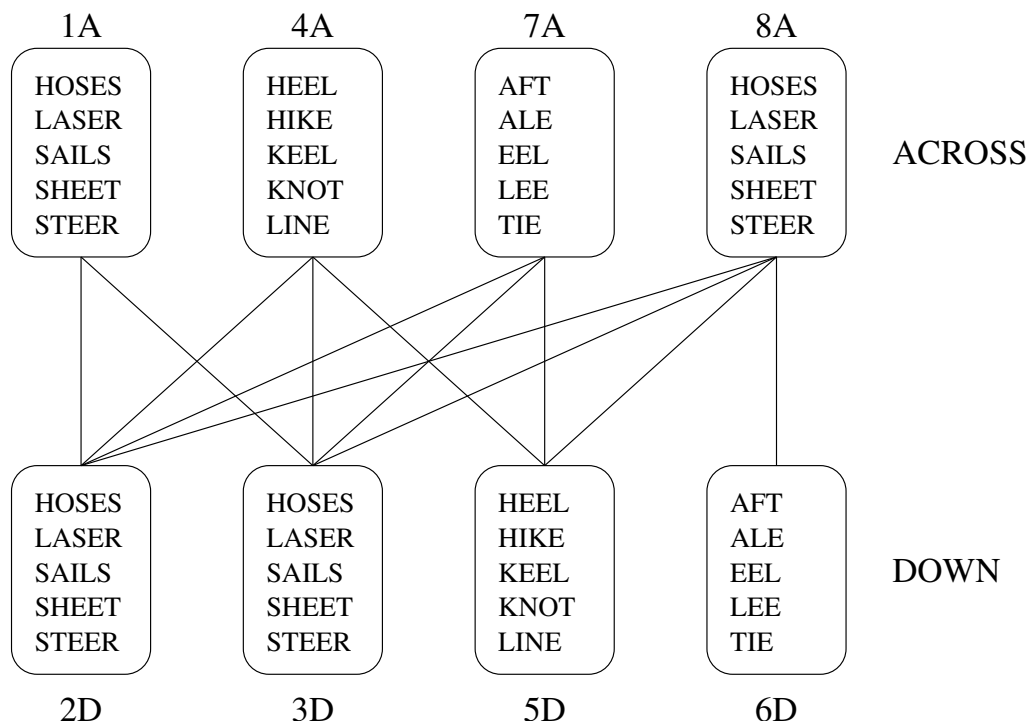 1A 4A 7A 8A
HOSES HEEL AFT HOSES
LASER HIKE ALE LASER
SAILS KEEL EEL SAILS ACROSS
SHEET KNOT LEE SHEET
STEER LINE TIE STEER
HOSES HOSES HEEL AFT
LASER LASER HIKE ALE
SAILS SAILS KEEL EEL DOWN
SHEET SHEET KNOT LEE
STEER STEER LINE TIE
2D 3D 5D 6D